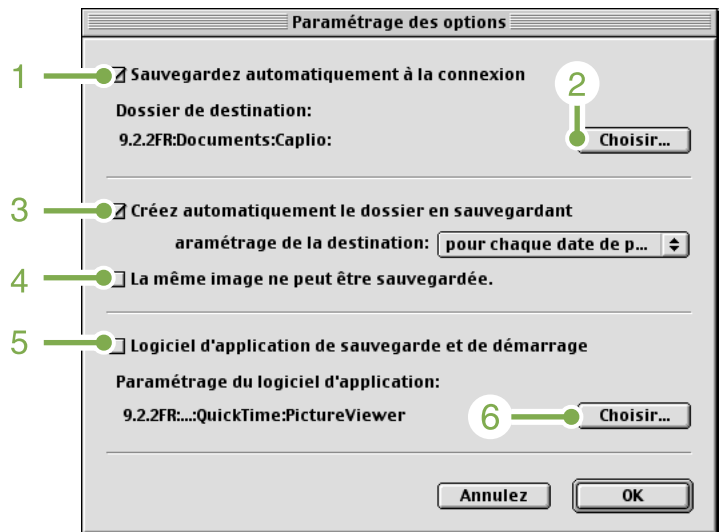 Paramétrage des options
1 Sauvegardez automatiquement à la connexion
2
Dossier de destination:
9.2.2FR:Documents:Caplio: Choisir...
3 Créez automatiquement le dossier en sauvegardant
aramétrage de la destination: pour chaque date de p...
4 La même image ne peut être sauvegardée.
5 Logiciel d'application de sauvegarde et de démarrage
Paramétrage du logiciel d'application:
9.2.2FR:...:QuickTime:PictureViewer 6 Choisir...
Annulez OK